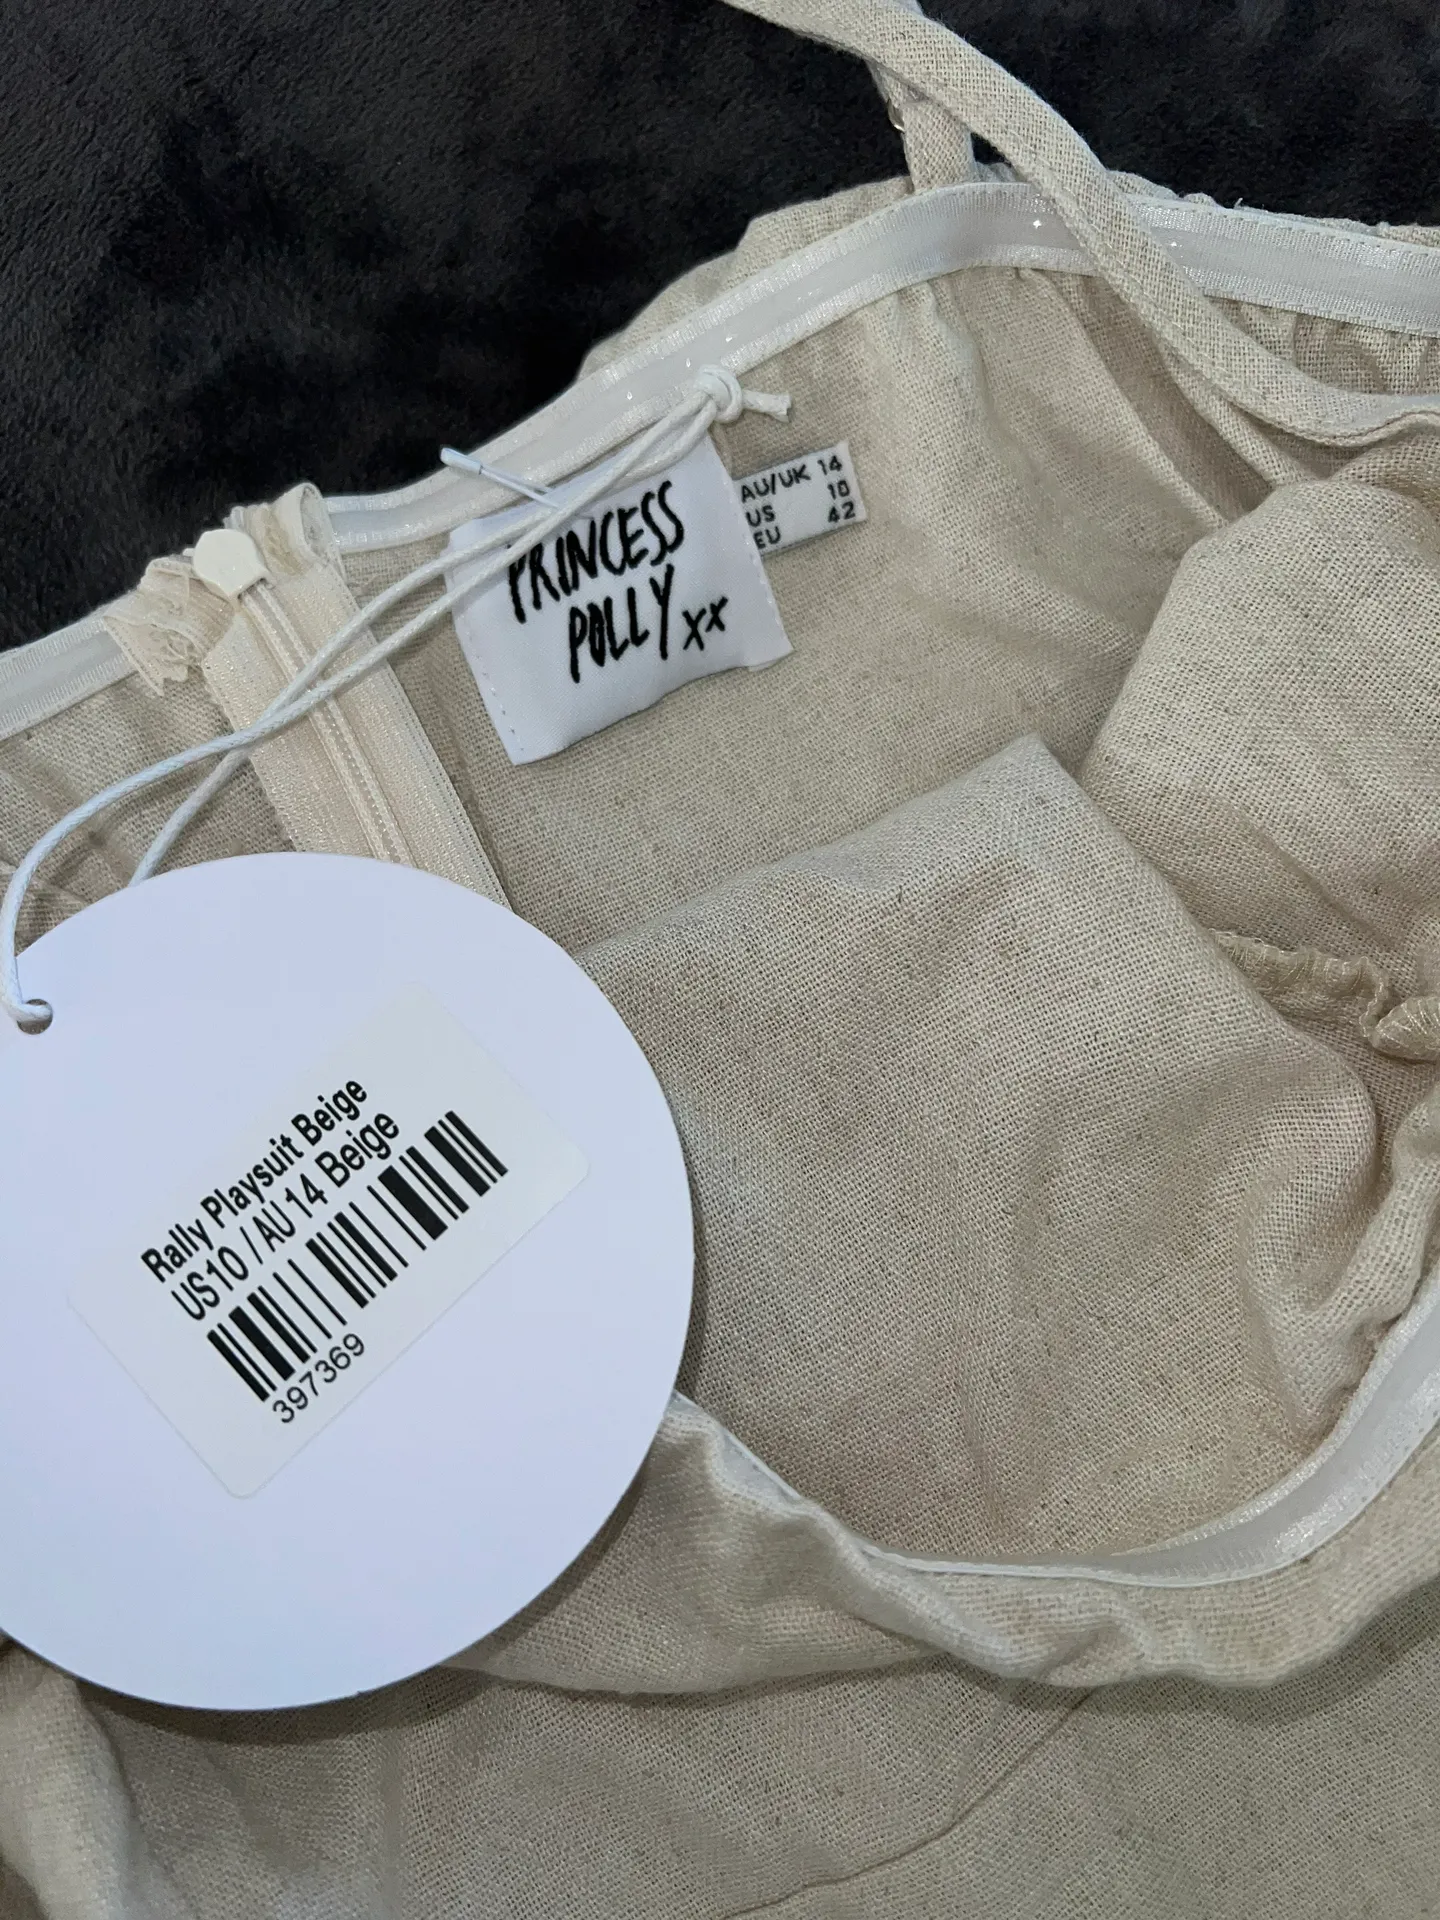 PRINCESS
POLLY xx
AU/UK 14
US 10
EU 42
Rally Playsuit Beige
US10 / AU 14 Beige
397369